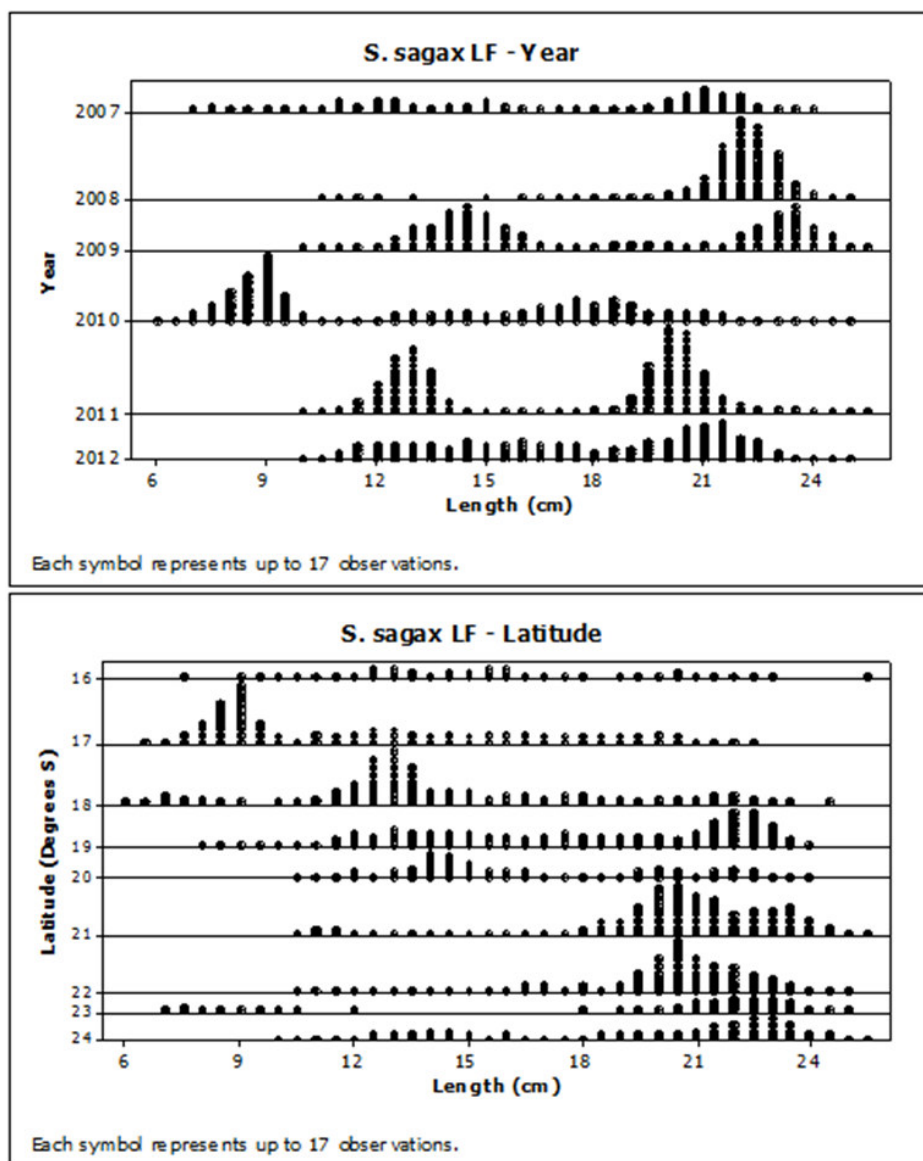 S. sagax LF - Year
Year
2007
2008
2009
2010
2011
2012
6 9 12 15 18 21 24
Length (cm)
Each symbol represents up to 17 observations.
S. sagax LF - Latitude
Latitude (Degrees S)
16
17
18
19
20
21
22
23
24
6 9 12 15 18 21 24
Length (cm)
Each symbol represents up to 17 observations.